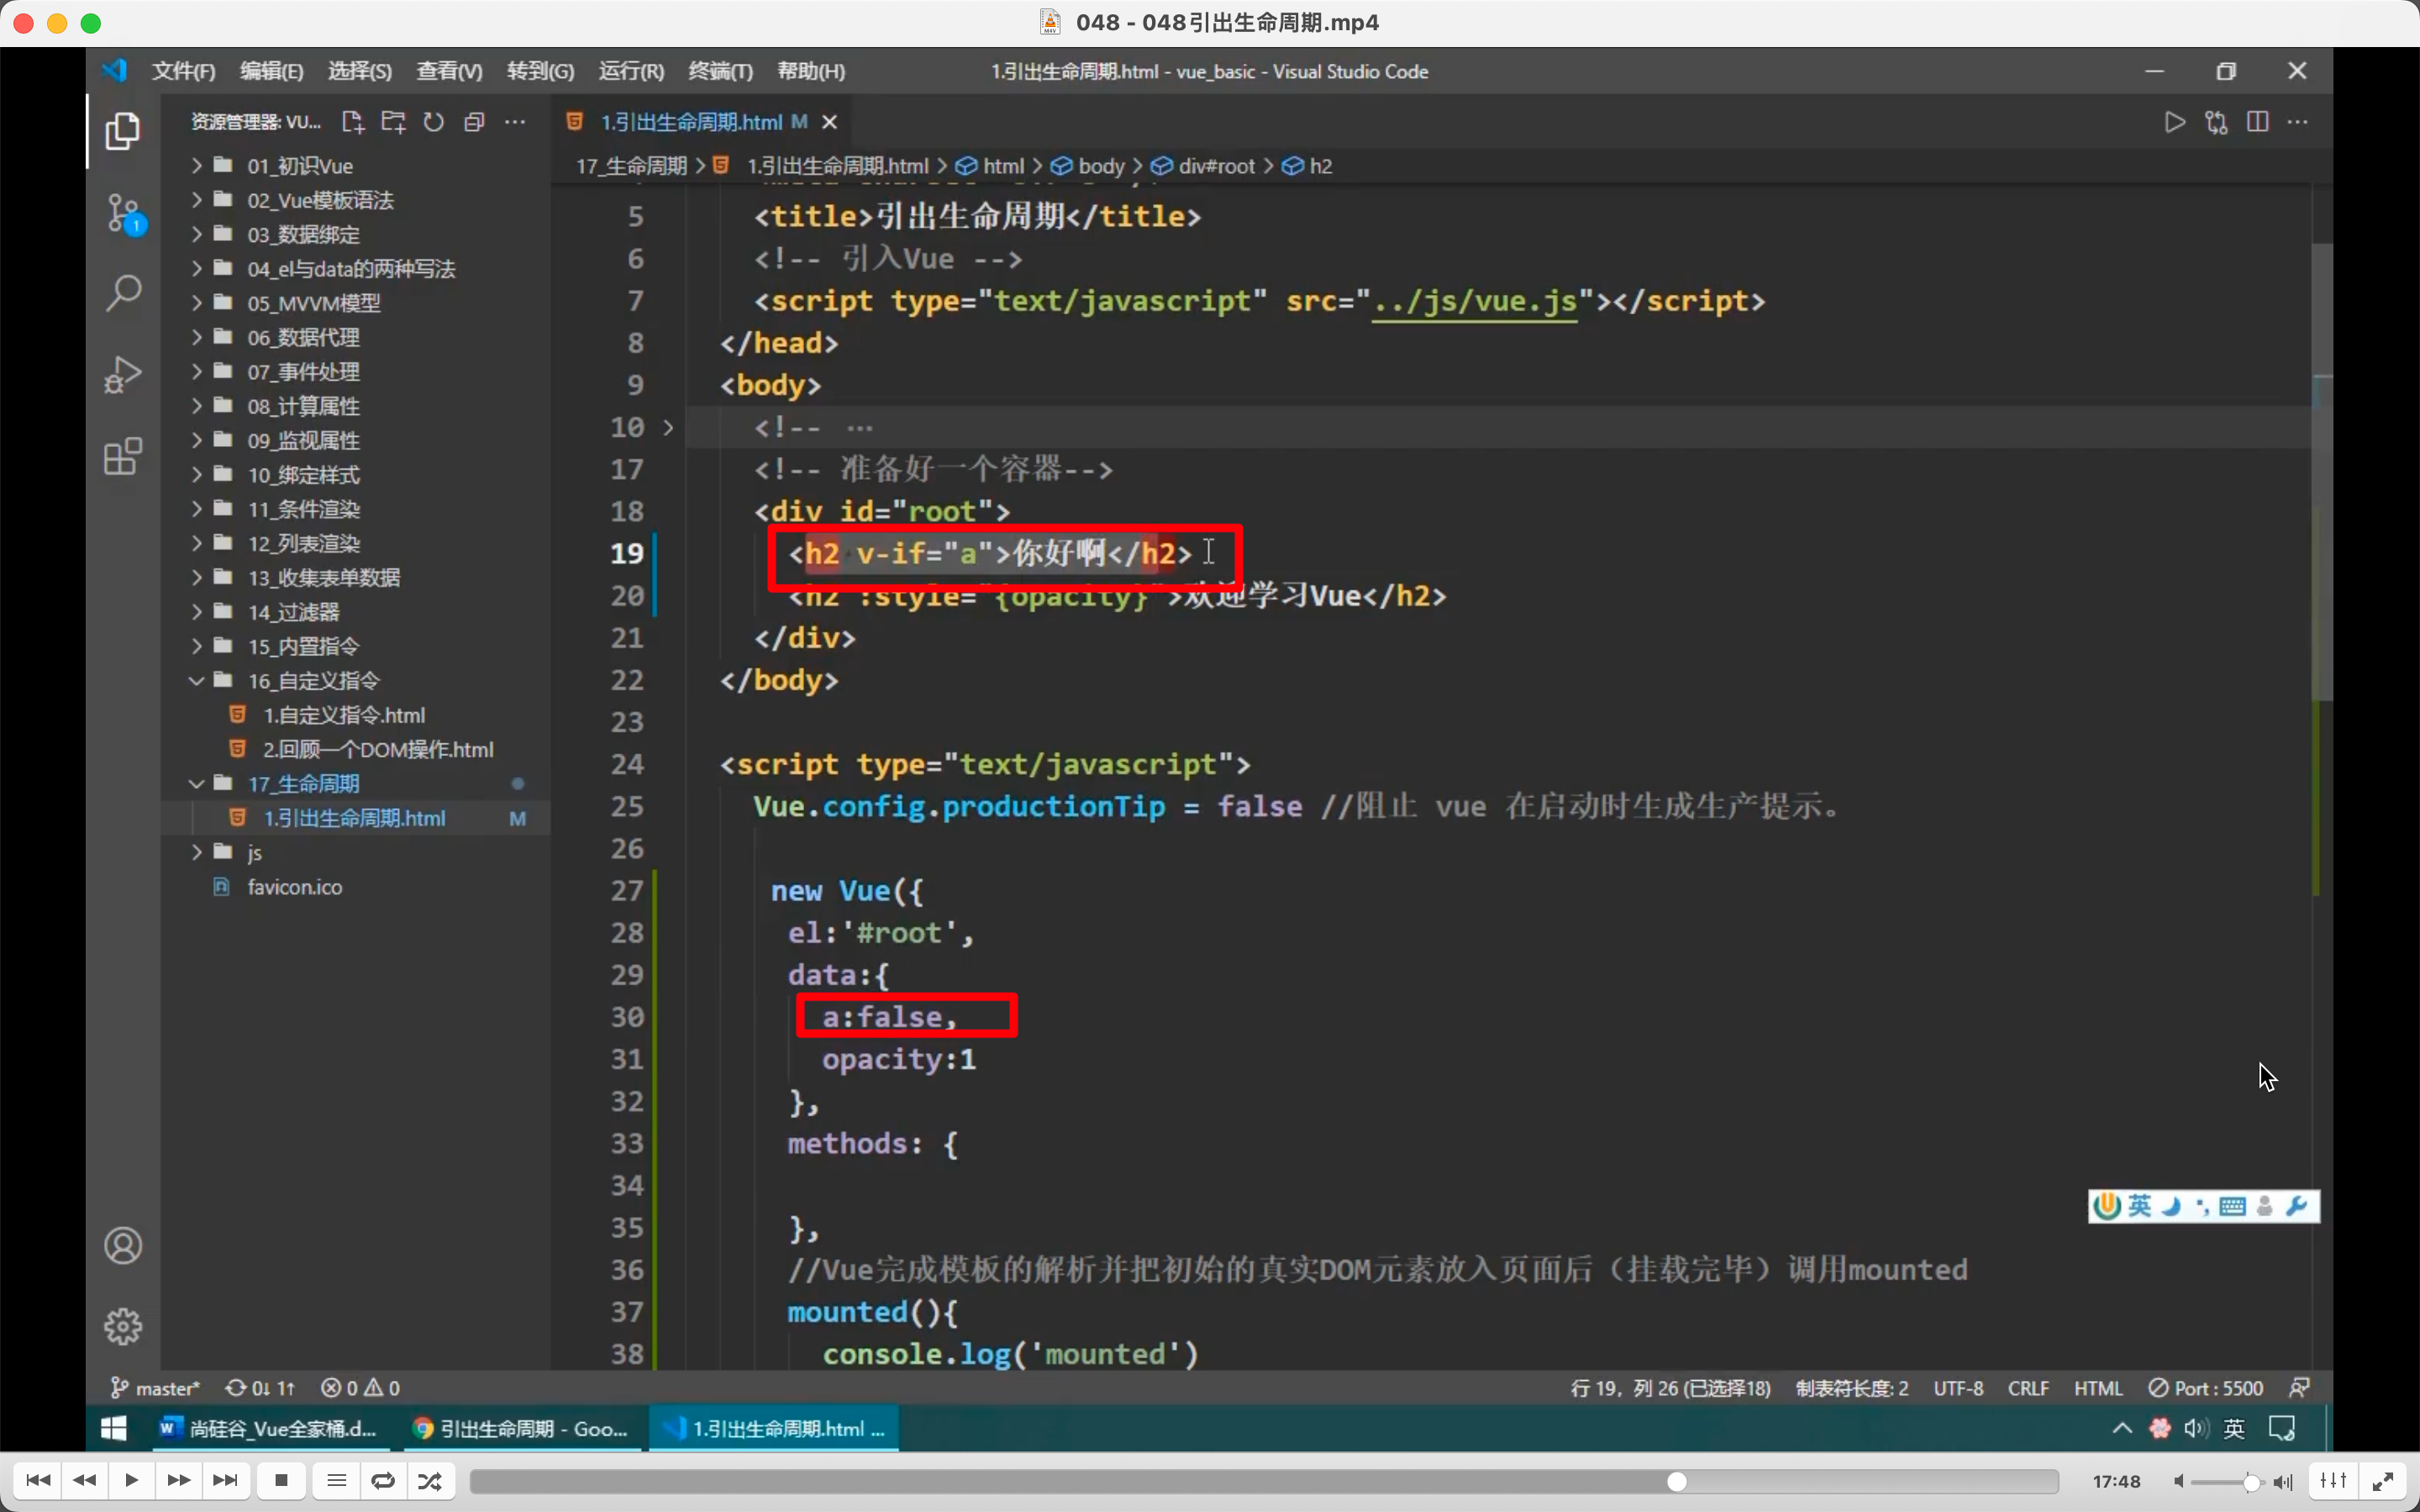 048 - 048引出生命周期.mp4
文件(F) 编辑(E) 选择(S) 查看(V) 转到(G) 运行(R) 终端(T) 帮助(H) 1.引出生命周期.html - vue_basic - Visual Studio Code
资源管理器: VU... 1.引出生命周期.html M
17_生命周期 > 1.引出生命周期.html > html > body > div#root > h2
01_初识Vue
02_Vue模板语法
03_数据绑定
04_el与data的两种写法
05_MVVM模型
06_数据代理
07_事件处理
08_计算属性
09_监视属性
10_绑定样式
11_条件渲染
12_列表渲染
13_收集表单数据
14_过滤器
15_内置指令
16_自定义指令
1.自定义指令.html
2.回顾一个DOM操作.html
17_生命周期
1.引出生命周期.html M
js
favicon.ico
1
5 <title>引出生命周期</title>
6 <!-- 引入Vue -->
7 <script type="text/javascript" src="../js/vue.js"></script>
8 </head>
9 <body>
10 <!-- ...
17 <!-- 准备好一个容器-->
18 <div id="root">
19 <h2 v-if="a">你好啊</h2>
20 <h2 :style="{opacity}">欢迎学习Vue</h2>
21 </div>
22 </body>
23
24 <script type="text/javascript">
25 Vue.config.productionTip = false //阻止 vue 在启动时生成生产提示。
26
27 new Vue({
28 el:'#root',
29 data:{
30 a:false,
31 opacity:1
32 },
33 methods: {
34
35 },
36 //Vue完成模板的解析并把初始的真实DOM元素放入页面后（挂载完毕）调用mounted
37 mounted(){
38 console.log('mounted')
英
master* 0↓ 1↑ 0 0 行 19，列 26 (已选择18) 制表符长度: 2 UTF-8 CRLF HTML Port : 5500
尚硅谷_Vue全家桶.d... 引出生命周期 - Goo... 1.引出生命周期.html ... 英
17:48